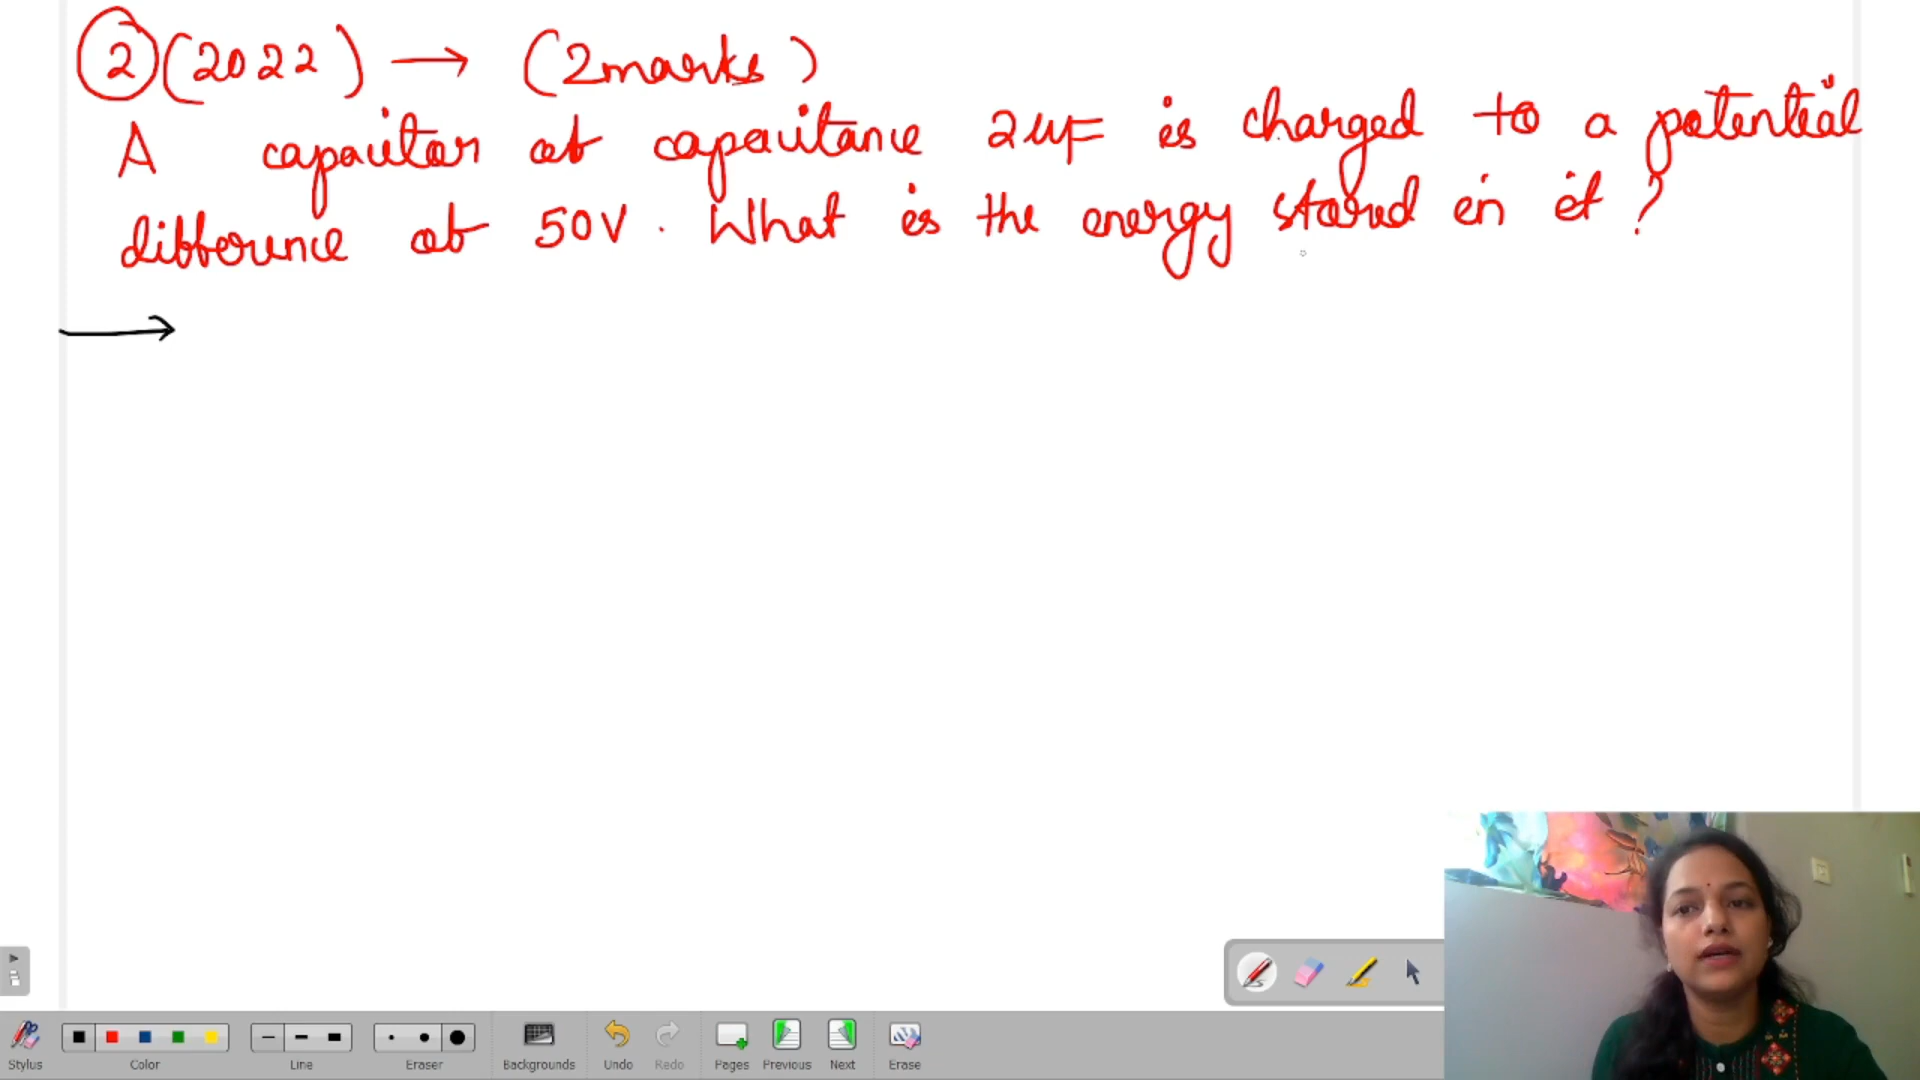 2 (2022) → (2marks)
A capacitor of capacitance 2μF is charged to a potential
difference of 50V. What is the energy stored in it?
→
Stylus Color Line Eraser Backgrounds Undo Redo Pages Previous Next Erase